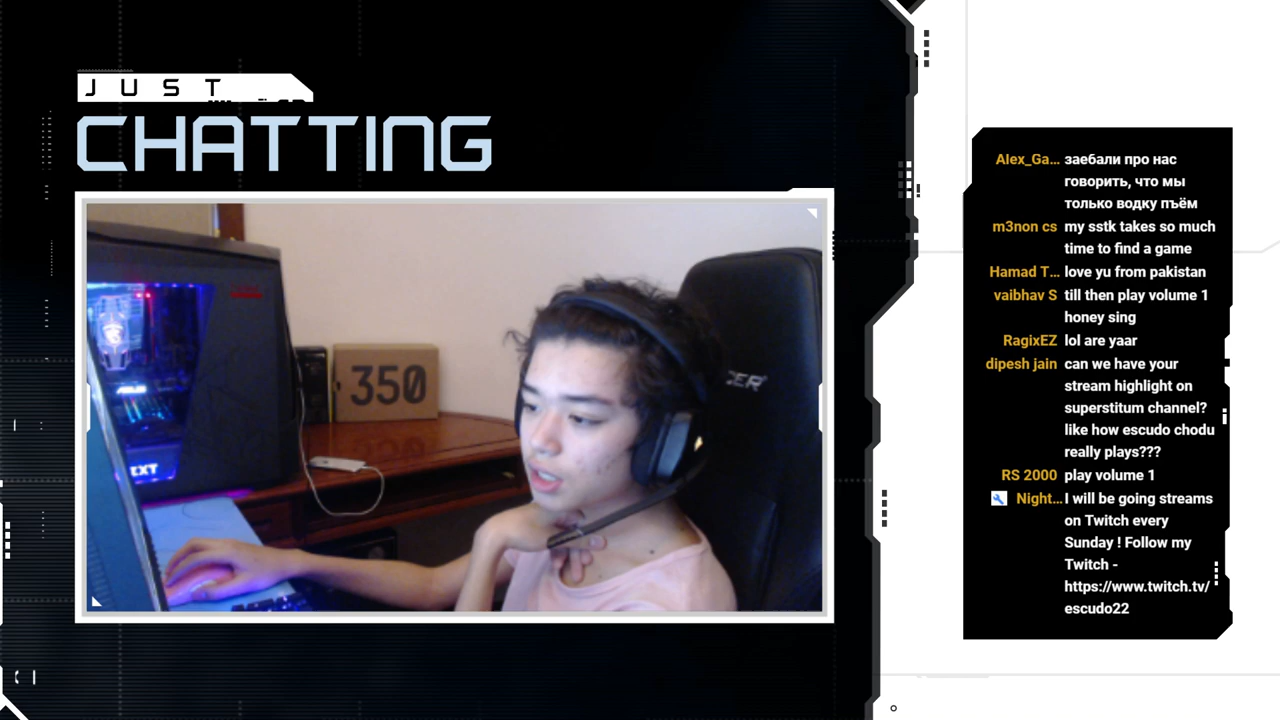 JUST
CHATTING
350
CER
EXT
Alex_Ga… заебали про нас
говорить, что мы
только водку пъём
m3non cs my sstk takes so much
time to find a game
Hamad T… love yu from pakistan
vaibhav S till then play volume 1
honey sing
RagixEZ lol are yaar
dipesh jain can we have your
stream highlight on
superstitum channel?
like how escudo chodu
really plays???
RS 2000 play volume 1
Night… I will be going streams
on Twitch every
Sunday ! Follow my
Twitch -
https://www.twitch.tv/
escudo22